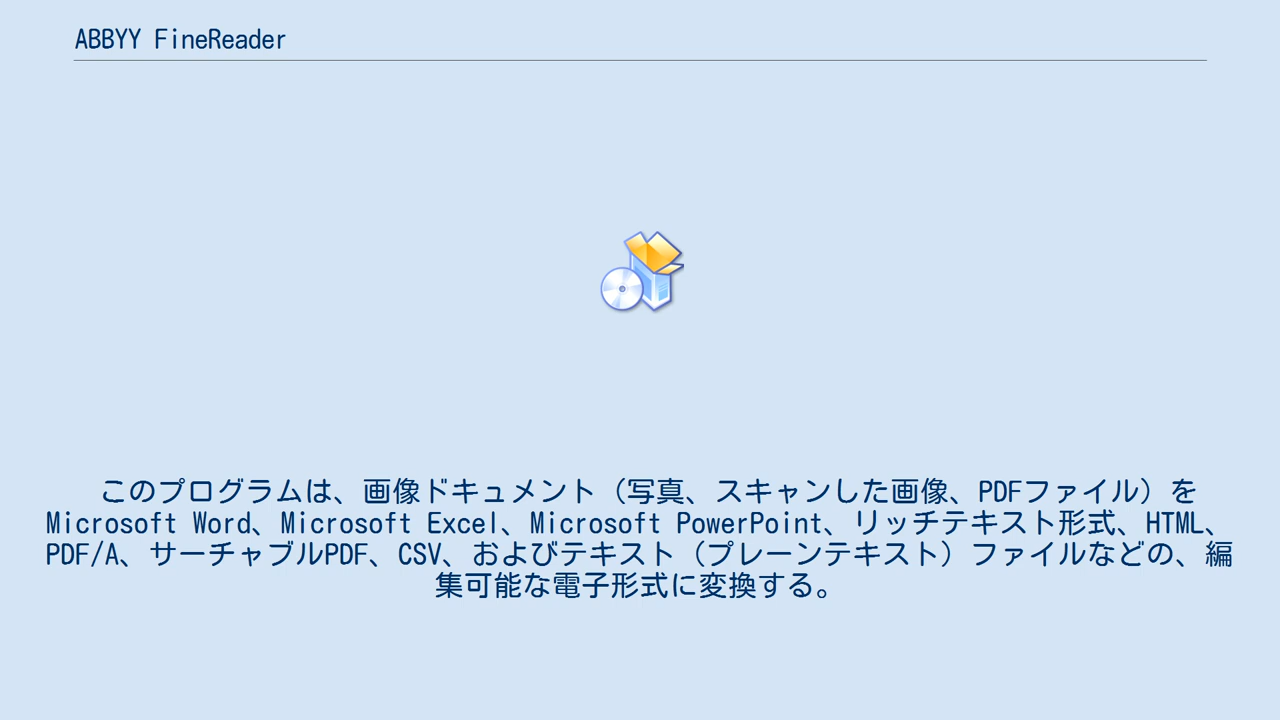 ABBYY FineReader
このプログラムは、画像ドキュメント（写真、スキャンした画像、PDFファイル）を
Microsoft Word、Microsoft Excel、Microsoft PowerPoint、リッチテキスト形式、HTML、
PDF/A、サーチャブルPDF、CSV、およびテキスト（プレーンテキスト）ファイルなどの、編
集可能な電子形式に変換する。